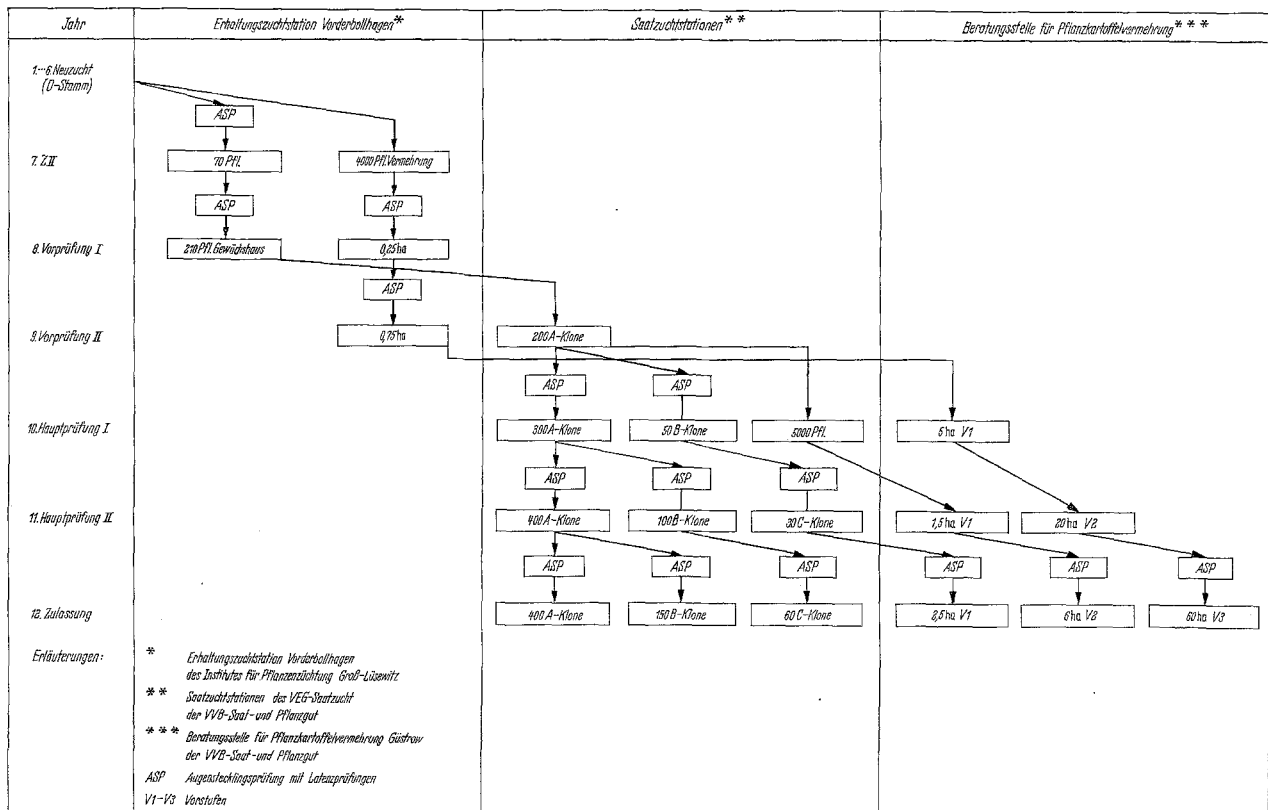 Jahr
Erhaltungszuchtstation Vorderbollhagen*
Saatzuchtstationen**
Beratungsstelle für Pflanzkartoffelvermehrung***
1.···6. Neuzucht
(D-Stamm)
ASP
7. Z.II
70 Pfl.
4000 Pfl. Vermehrung
ASP
ASP
8. Vorprüfung I
210 Pfl. Gewächshaus
0,25 ha
ASP
9. Vorprüfung II
0,75 ha
200 A-Klone
ASP
ASP
10. Hauptprüfung I
300 A-Klone
50 B-Klone
5000 Pfl.
5 ha V1
ASP
ASP
ASP
11. Hauptprüfung II
400 A-Klone
100 B-Klone
30 C-Klone
1,5 ha V1
20 ha V2
ASP
ASP
ASP
ASP
ASP
ASP
12. Zulassung
400 A-Klone
150 B-Klone
60 C-Klone
2,5 ha V1
6 ha V2
60 ha V3
Erläuterungen:
* Erhaltungszuchtstation Vorderbollhagen
des Institutes für Pflanzenzüchtung Groß-Lüsewitz
** Saatzuchtstationen des VEG-Saatzucht
der VVB-Saat- und Pflanzgut
*** Beratungsstelle für Pflanzkartoffelvermehrung Güstrow
der VVB-Saat- und Pflanzgut
ASP Augenstecklingsprüfung mit Latenzprüfungen
V1-V3 Vorstufen